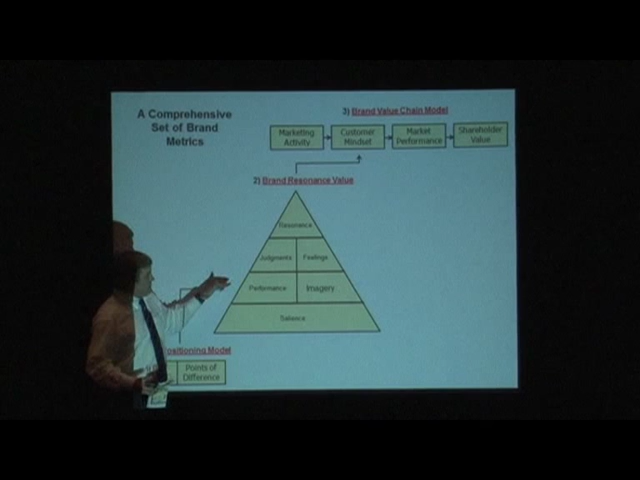 A Comprehensive
Set of Brand
Metrics
3) Brand Value Chain Model
Marketing
Activity
Customer
Mindset
Market
Performance
Shareholder
Value
2) Brand Resonance Value
Resonance
Judgments
Feelings
Performance
Imagery
Salience
ositioning Model
Points of
Difference